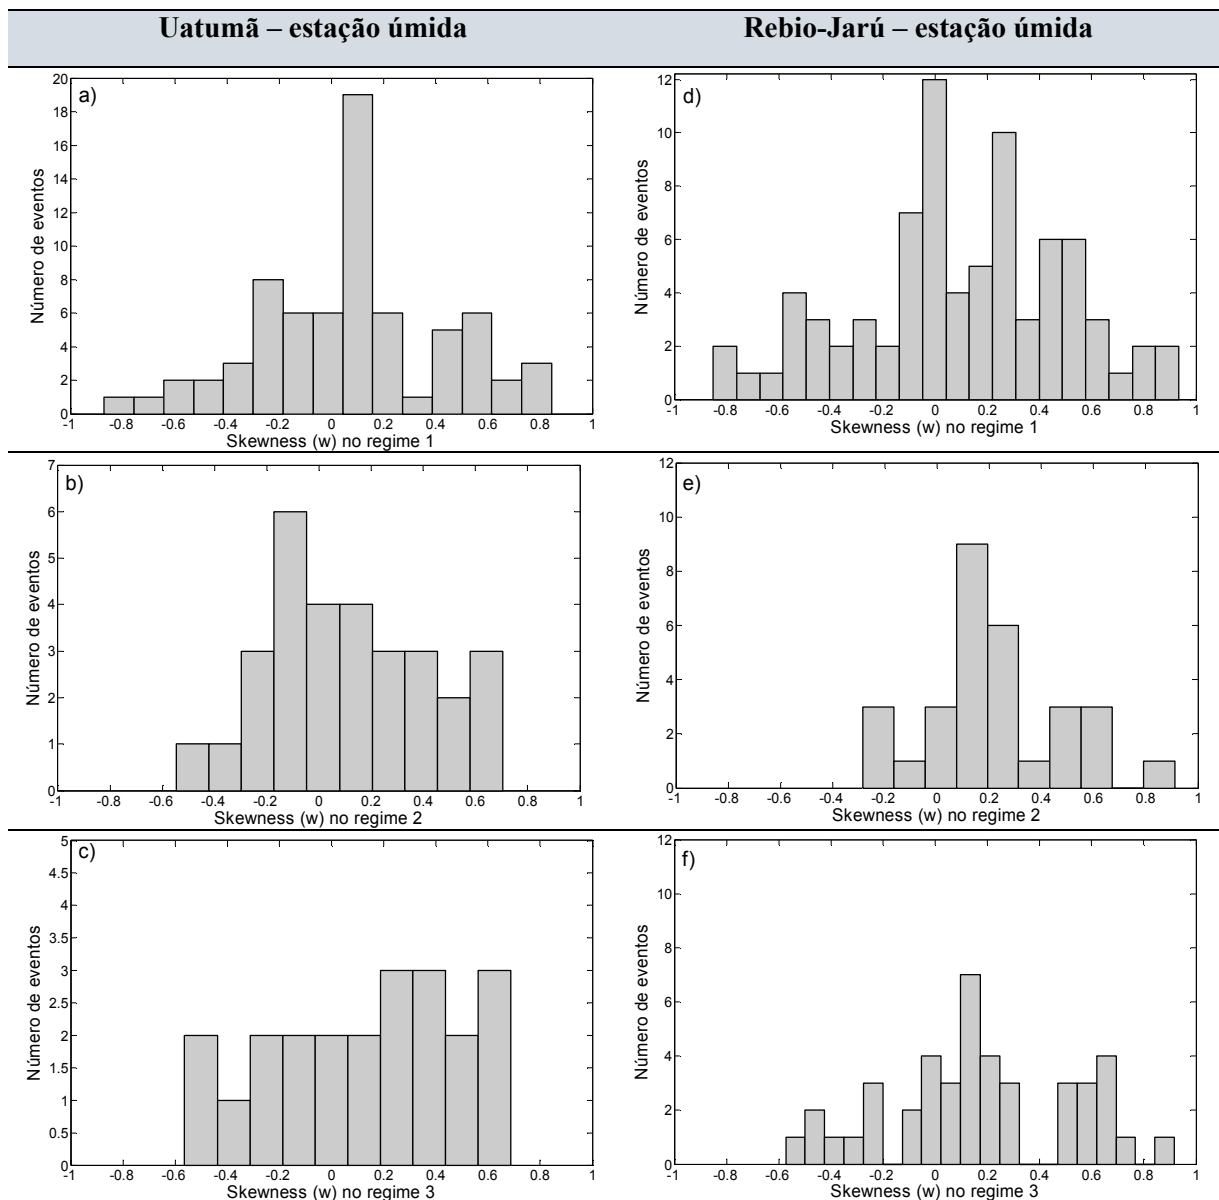 Uatumã – estação úmida
Rebio-Jarú – estação úmida
a)
Número de eventos
20
18
16
14
12
10
8
6
4
2
0
-1 -0.8 -0.6 -0.4 -0.2 0 0.2 0.4 0.6 0.8 1
Skewness (w) no regime 1
d)
Número de eventos
12
10
8
6
4
2
0
-1 -0.8 -0.6 -0.4 -0.2 0 0.2 0.4 0.6 0.8 1
Skewness (w) no regime 1
b)
Número de eventos
7
6
5
4
3
2
1
0
-1 -0.8 -0.6 -0.4 -0.2 0 0.2 0.4 0.6 0.8 1
Skewness (w) no regime 2
e)
Número de eventos
12
10
8
6
4
2
0
-1 -0.8 -0.6 -0.4 -0.2 0 0.2 0.4 0.6 0.8 1
Skewness (w) no regime 2
c)
Número de eventos
5
4.5
4
3.5
3
2.5
2
1.5
1
0.5
0
-1 -0.8 -0.6 -0.4 -0.2 0 0.2 0.4 0.6 0.8 1
Skewness (w) no regime 3
f)
Número de eventos
12
10
8
6
4
2
0
-1 -0.8 -0.6 -0.4 -0.2 0 0.2 0.4 0.6 0.8 1
Skewness (w) no regime 3